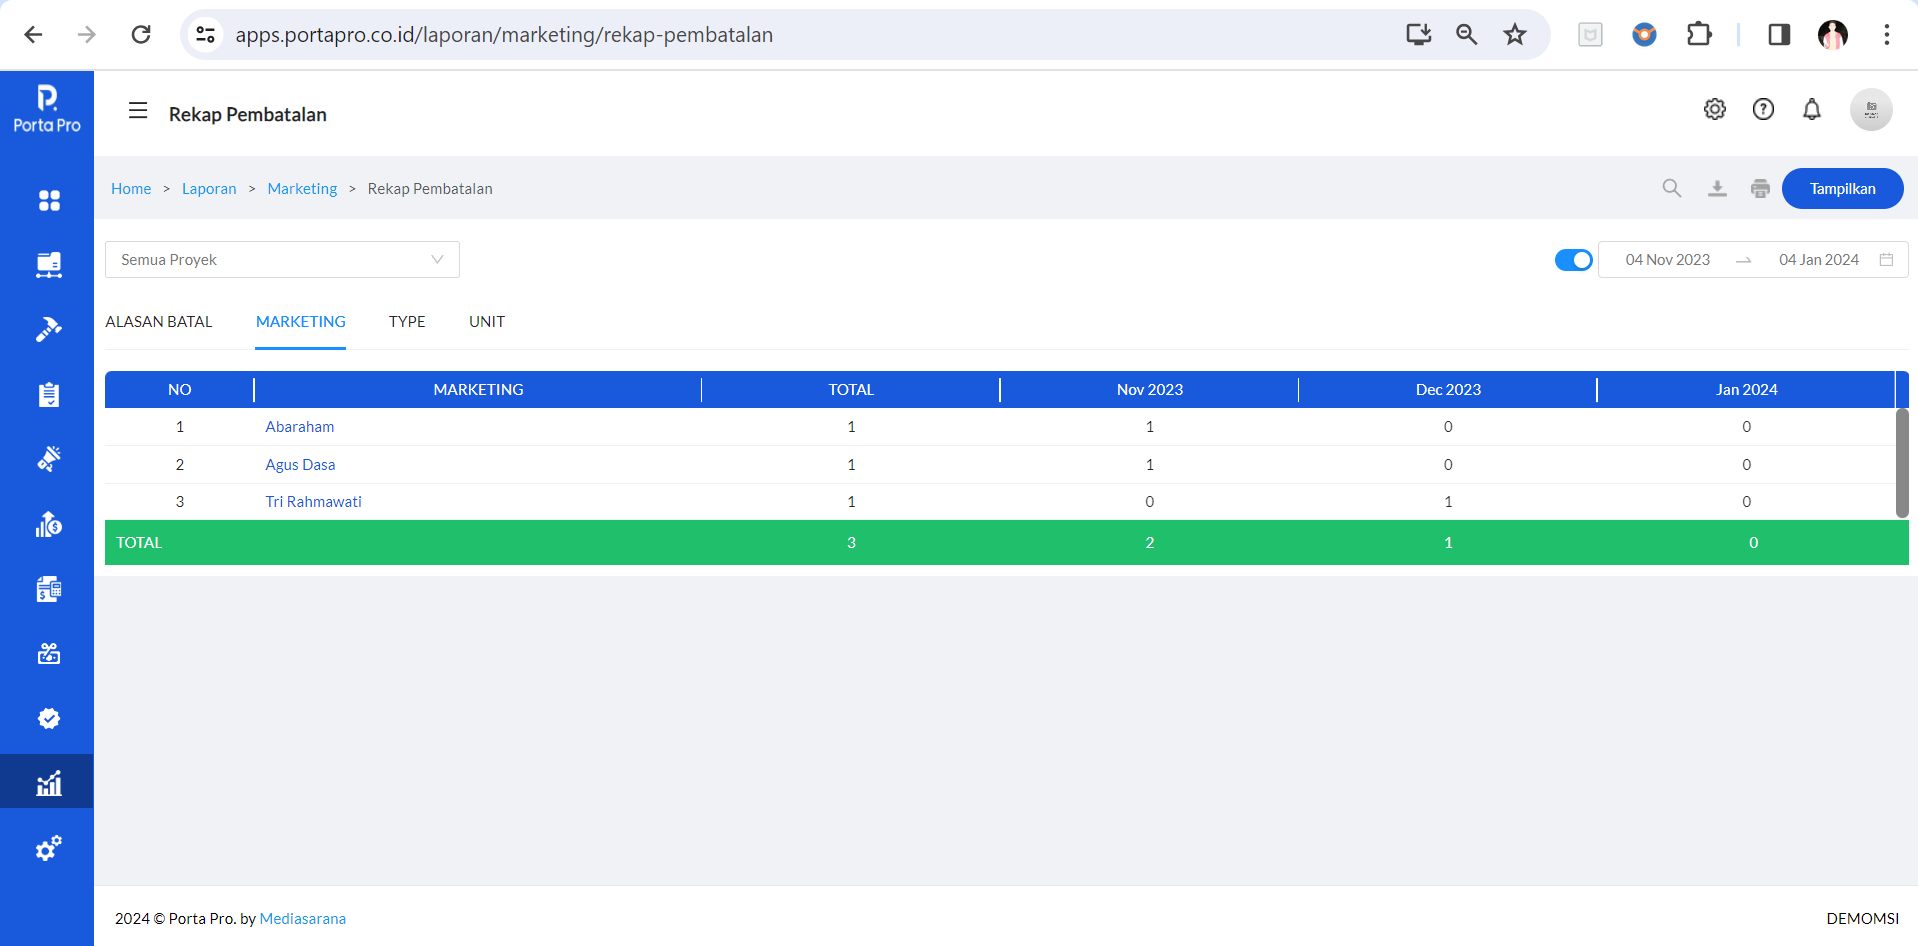 apps.portapro.co.id/laporan/marketing/rekap-pembatalan
Porta Pro
Rekap Pembatalan
Home > Laporan > Marketing > Rekap Pembatalan
Tampilkan
Semua Proyek
04 Nov 2023 → 04 Jan 2024
ALASAN BATAL MARKETING TYPE UNIT
NO MARKETING TOTAL Nov 2023 Dec 2023 Jan 2024
1 Abaraham 1 1 0 0
2 Agus Dasa 1 1 0 0
3 Tri Rahmawati 1 0 1 0
TOTAL 3 2 1 0
2024 © Porta Pro. by Mediasarana
DEMOMSI